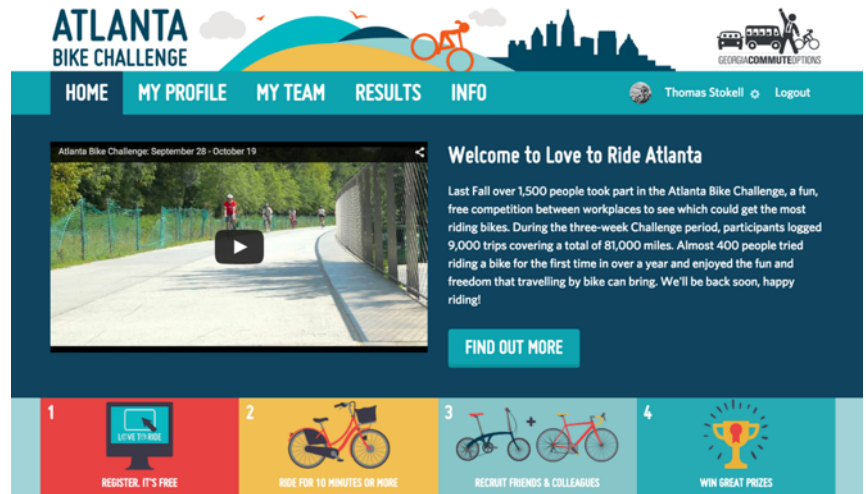 ATLANTA
BIKE CHALLENGE
GEORGIACOMMUTEOPTIONS
HOME MY PROFILE MY TEAM RESULTS INFO Thomas Stokell Logout
Atlanta Bike Challenge: September 28 - October 19
Welcome to Love to Ride Atlanta
Last Fall over 1,500 people took part in the Atlanta Bike Challenge, a fun,
free competition between workplaces to see which could get the most
riding bikes. During the three-week Challenge period, participants logged
9,000 trips covering a total of 81,000 miles. Almost 400 people tried
riding a bike for the first time in over a year and enjoyed the fun and
freedom that travelling by bike can bring. We'll be back soon, happy
riding!
FIND OUT MORE
1
LOVE TO RIDE
REGISTER. IT'S FREE
2
RIDE FOR 10 MINUTES OR MORE
3
+
RECRUIT FRIENDS & COLLEAGUES
4
WIN GREAT PRIZES